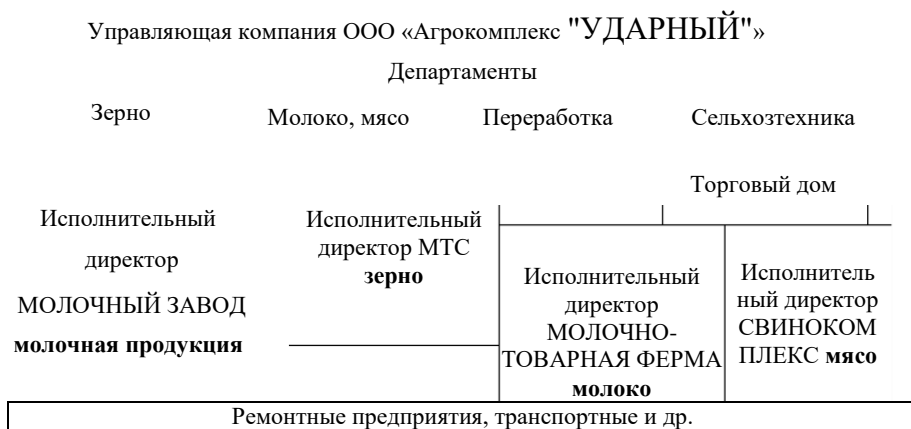 Управляющая компания ООО «Агрокомплекс "УДАРНЫЙ"»
Департаменты
Зерно
Молоко, мясо
Переработка
Сельхозтехника
Торговый дом
Исполнительный
директор
МОЛОЧНЫЙ ЗАВОД
молочная продукция
Исполнительный
директор МТС
зерно
Исполнительный
директор
МОЛОЧНО-
ТОВАРНАЯ ФЕРМА
молоко
Исполнитель
ный директор
СВИНОКОМ
ПЛЕКС мясо
Ремонтные предприятия, транспортные и др.